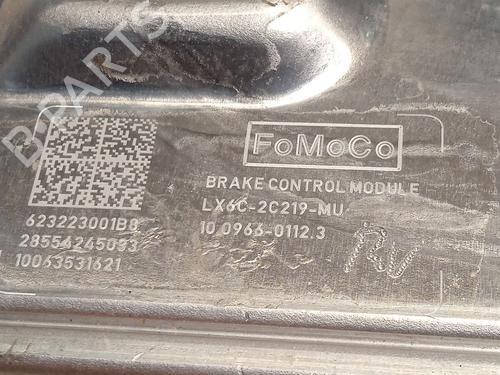 B-PARTS
FoMoCo
BRAKE CONTROL MODULE
LX6C-2C219-MU
10.0966-0112.3
623223001B0
28554245093
10063531621